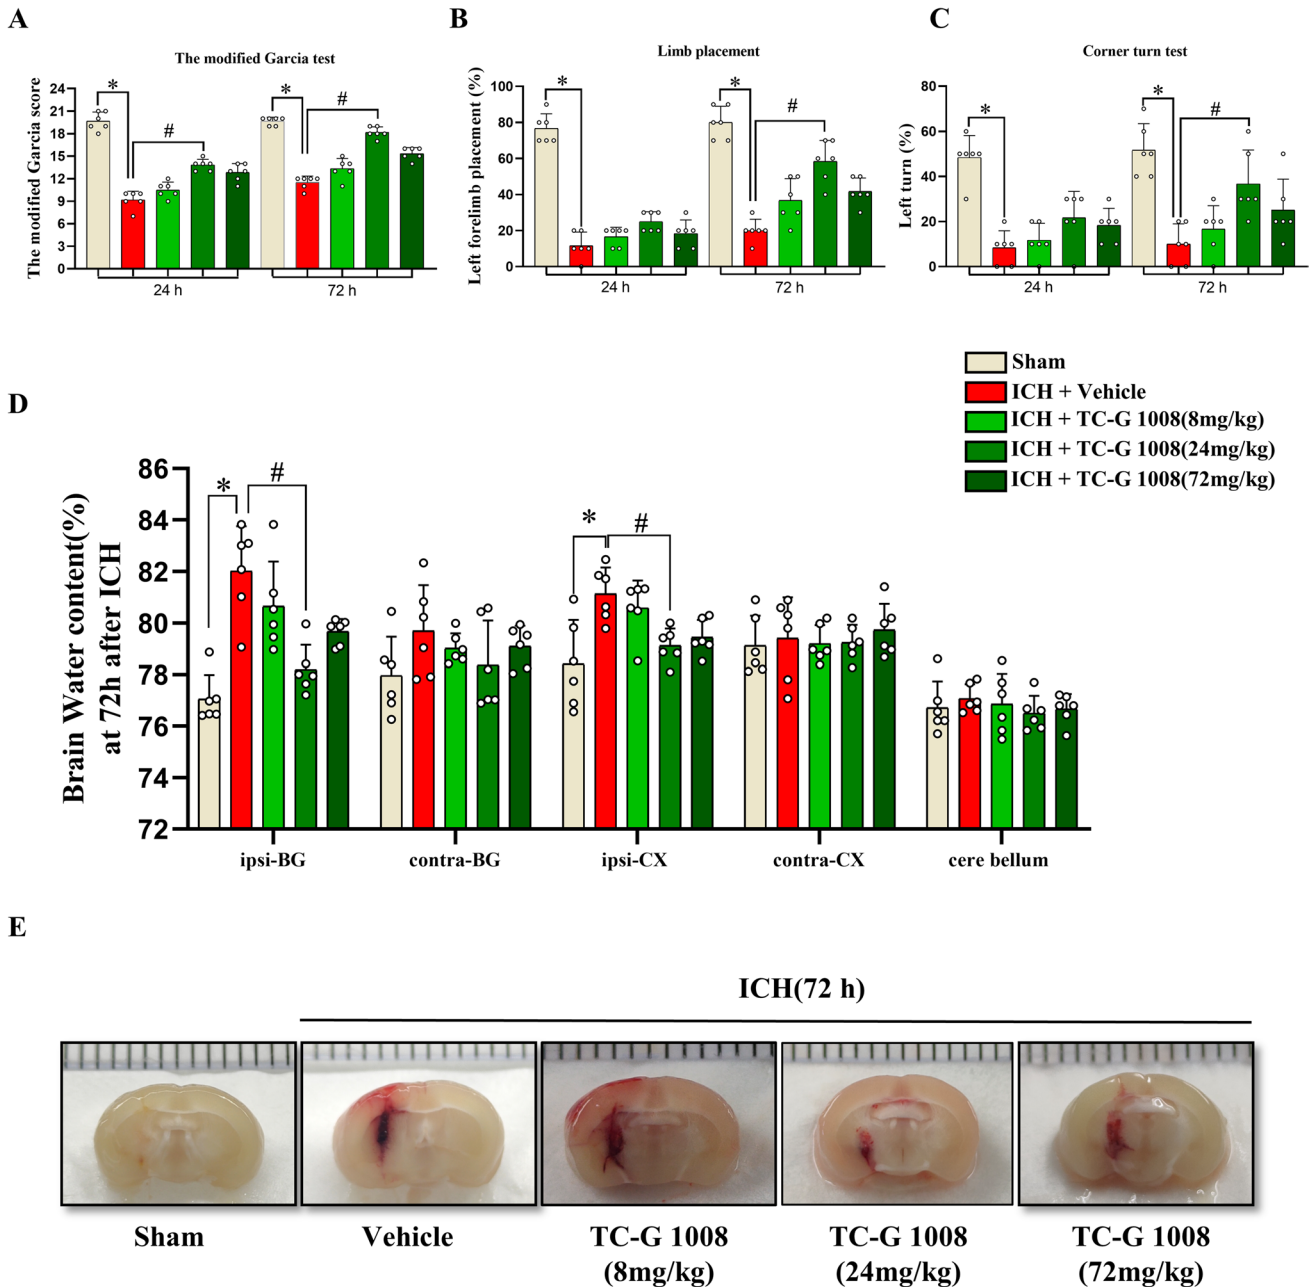 A
The modified Garcia test
The modified Garcia score
24
21
18
15
12
9
6
3
0
*
#
*
#
24 h
72 h
B
Limb placement
Left forelimb placement (%)
100
80
60
40
20
0
*
*
#
24 h
72 h
C
Corner turn test
Left turn (%)
80
60
40
20
0
*
*
#
24 h
72 h
Sham
ICH + Vehicle
ICH + TC-G 1008(8mg/kg)
ICH + TC-G 1008(24mg/kg)
ICH + TC-G 1008(72mg/kg)
D
Brain Water content(%)
at 72h after ICH
86
84
82
80
78
76
74
72
*
#
*
#
ipsi-BG
contra-BG
ipsi-CX
contra-CX
cere bellum
E
ICH(72 h)
Sham
Vehicle
TC-G 1008
(8mg/kg)
TC-G 1008
(24mg/kg)
TC-G 1008
(72mg/kg)